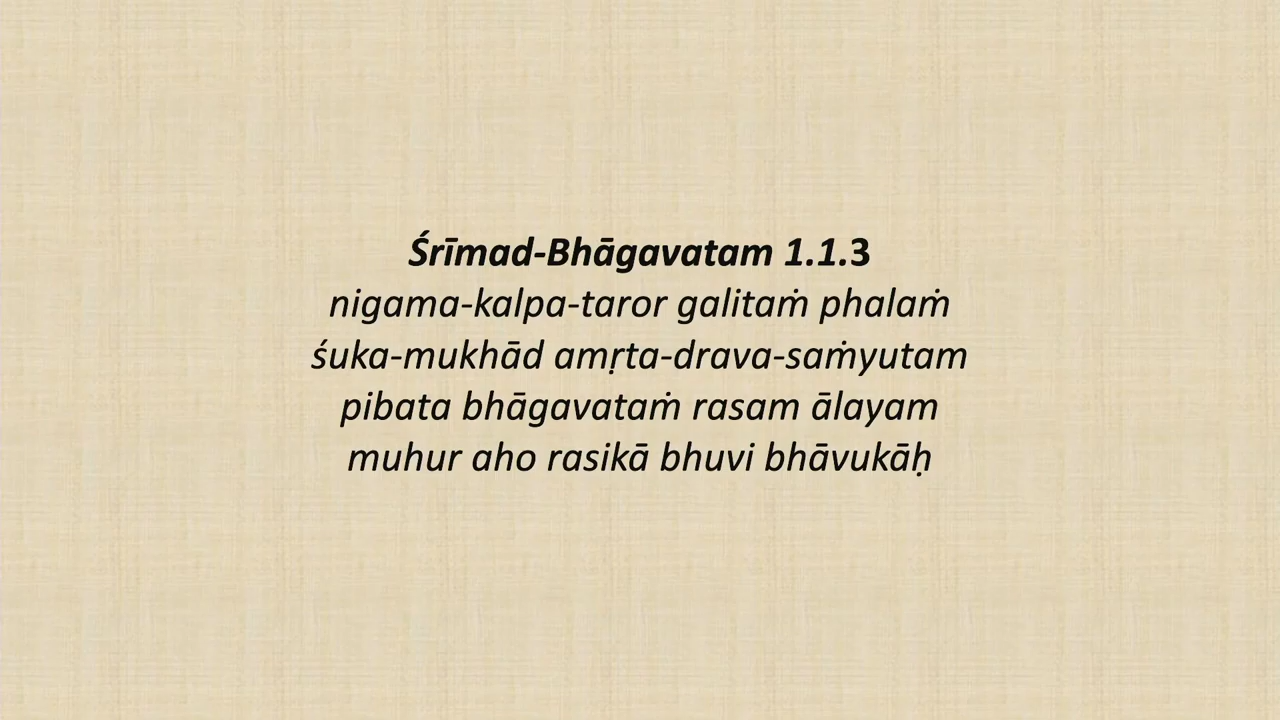 Śrīmad-Bhāgavatam 1.1.3
nigama-kalpa-taror galitaṁ phalaṁ
śuka-mukhād amṛta-drava-saṁyutam
pibata bhāgavataṁ rasam ālayam
muhur aho rasikā bhuvi bhāvukāḥ